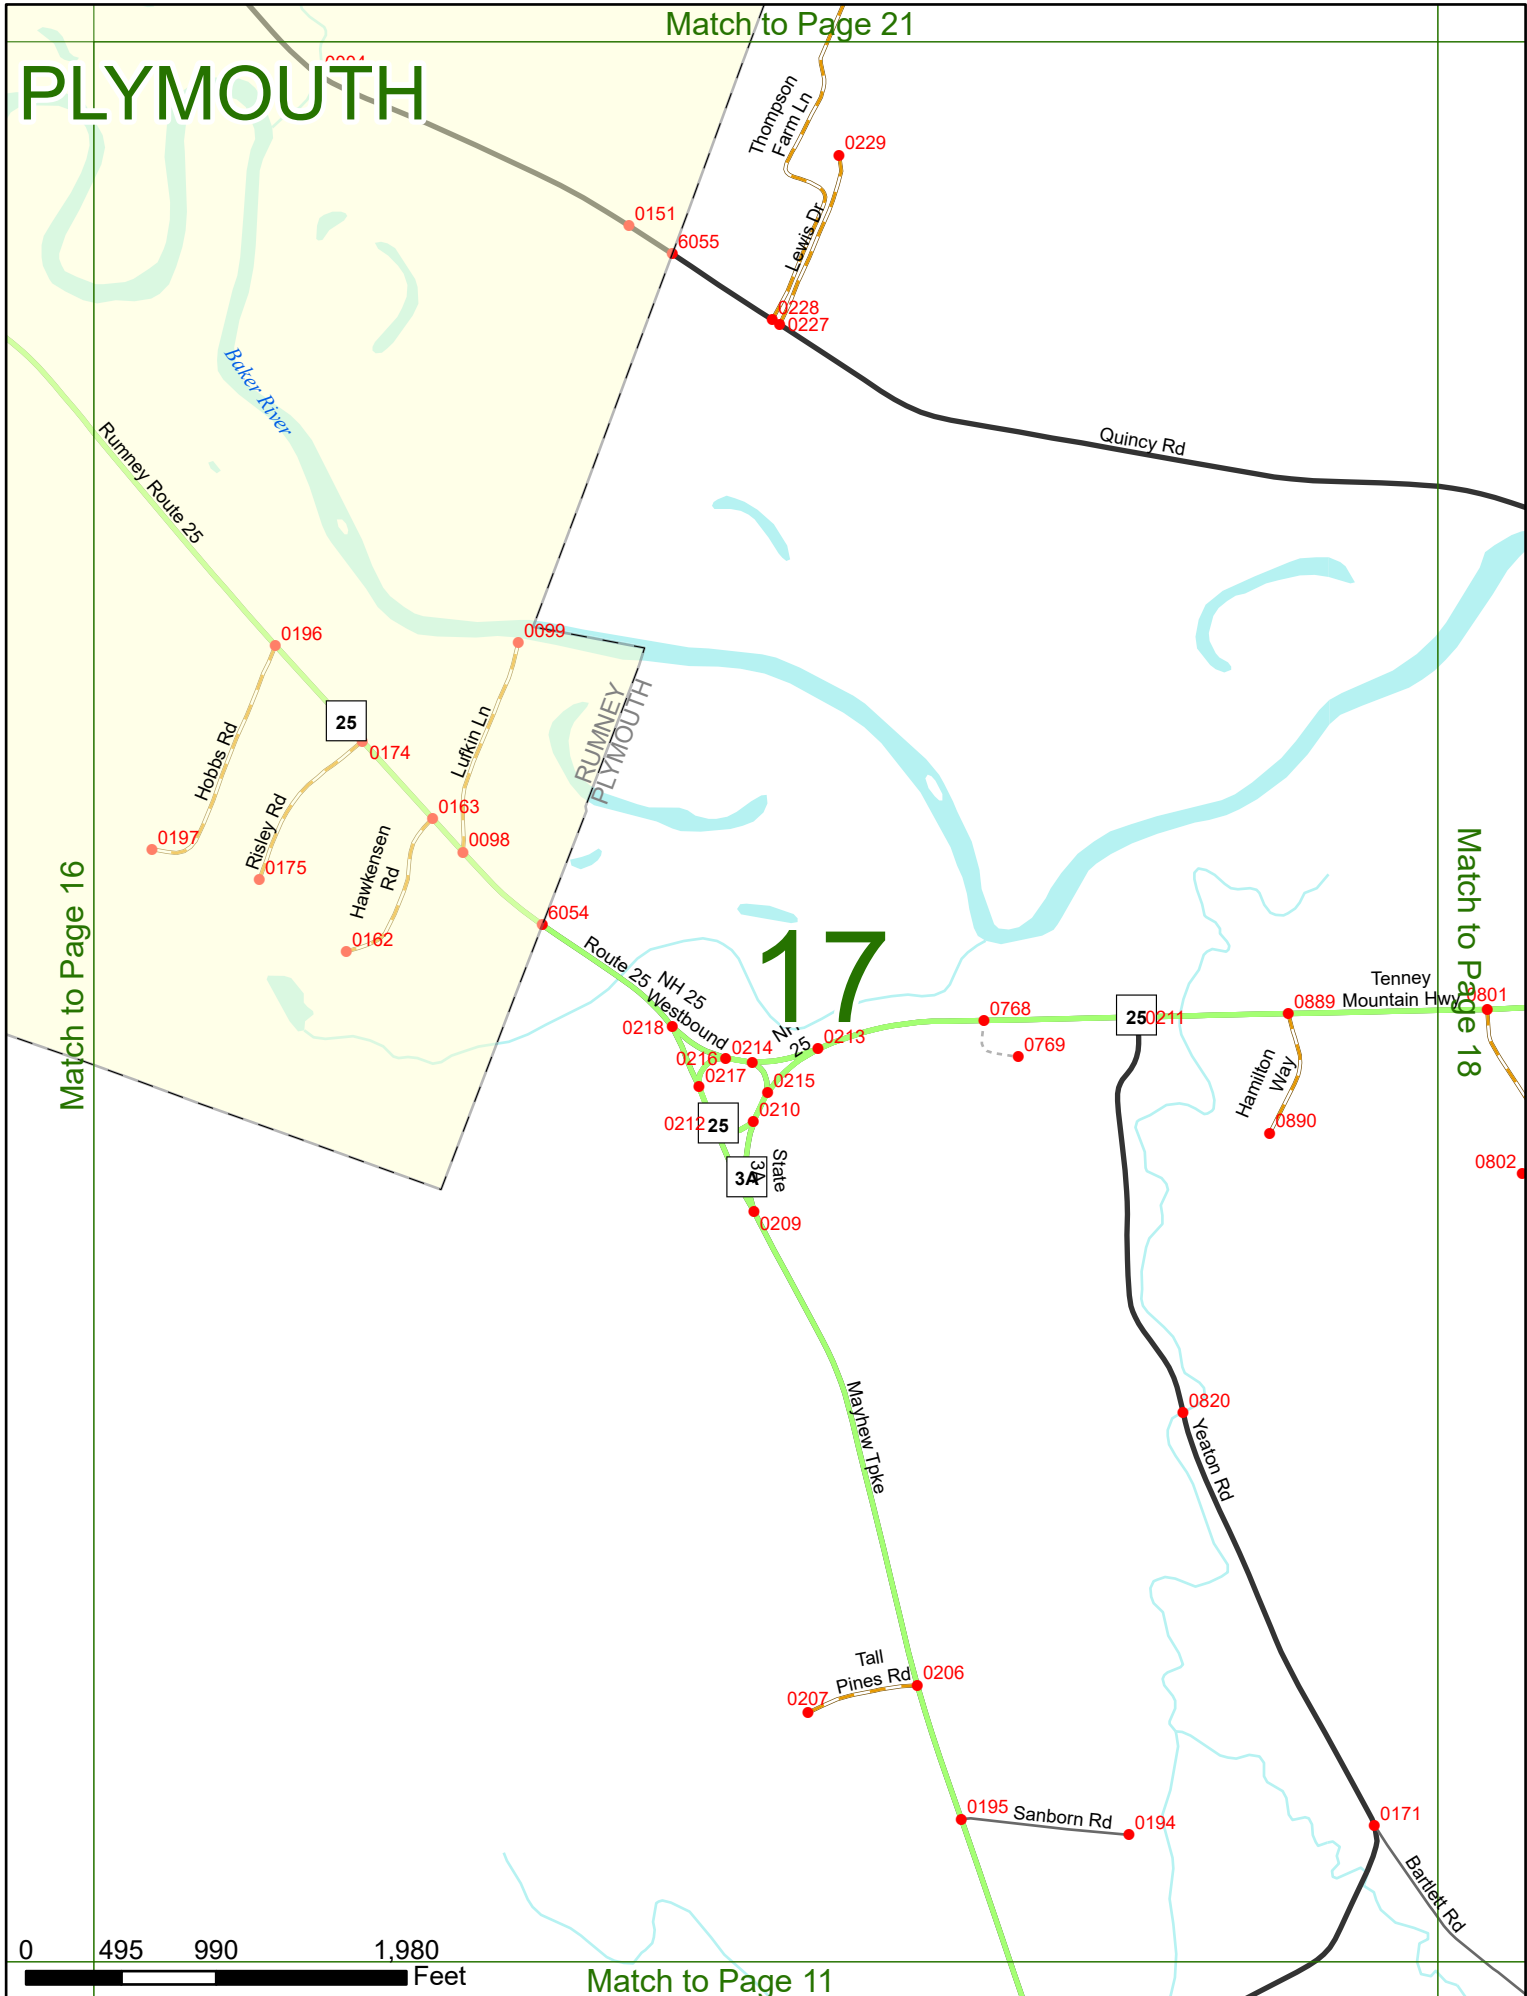 Match to Page 21
PLYMOUTH
Thompson
Farm Ln
0229
0151
6055
Lewis Dr
0228
0227
Baker River
Rumney Route 25
Quincy Rd
0196
0099
25
0174
RUMNEY
PLYMOUTH
Hobbs Rd
Lufkin Ln
0163
0098
0197
Risley Rd
0175
Hawkensen
Rd
0162
6054
Match to Page 16
Match to Page 18
17
Route 25
Westbound
NH 25
0218
0216
0214
25
0213
0217
0215
0768
0769
25
0211
0889
Tenney
Mountain Hwy
0801
Hamilton
Way
0890
0802
0212
25
0210
State
3A
3A
0209
Mayhew Tpke
0820
Yeaton Rd
Tall
Pines Rd
0206
0207
0195
Sanborn Rd
0194
0171
Bartlett Rd
0 495 990 1,980
Feet
Match to Page 11